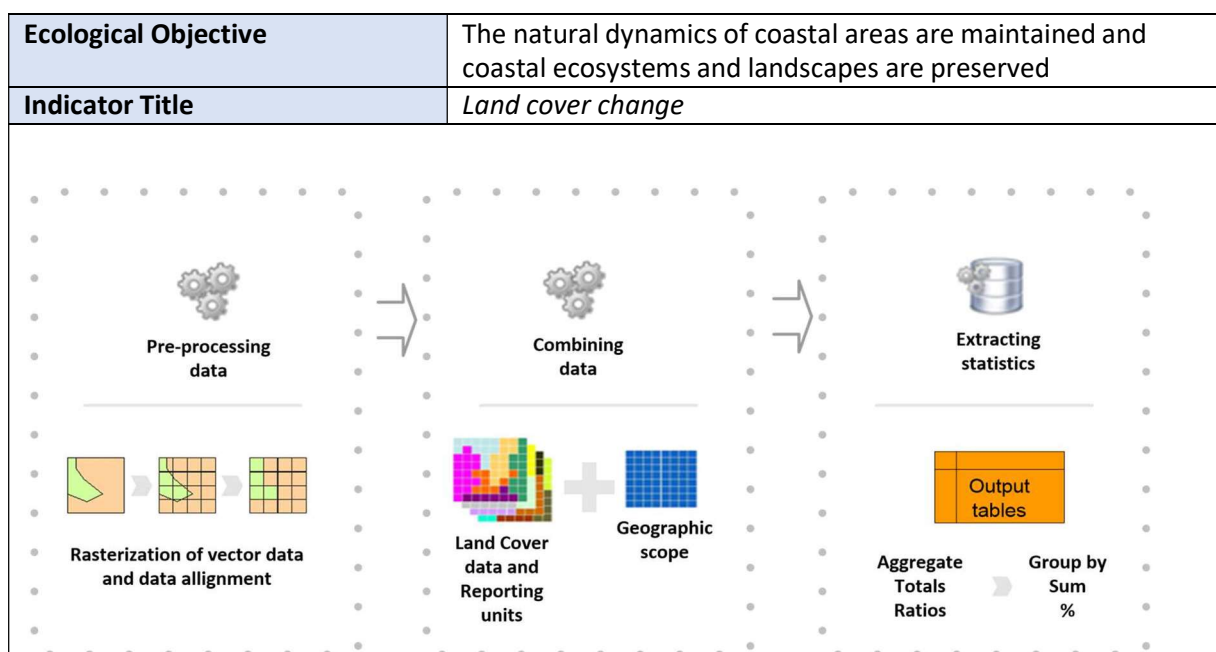 Ecological Objective
The natural dynamics of coastal areas are maintained and
coastal ecosystems and landscapes are preserved
Indicator Title
Land cover change
Pre-processing
data
Rasterization of vector data
and data allignment
Combining
data
Land Cover
data and
Reporting
units
Geographic
scope
Extracting
statistics
Output
tables
Aggregate
Totals
Ratios
Group by
Sum
%